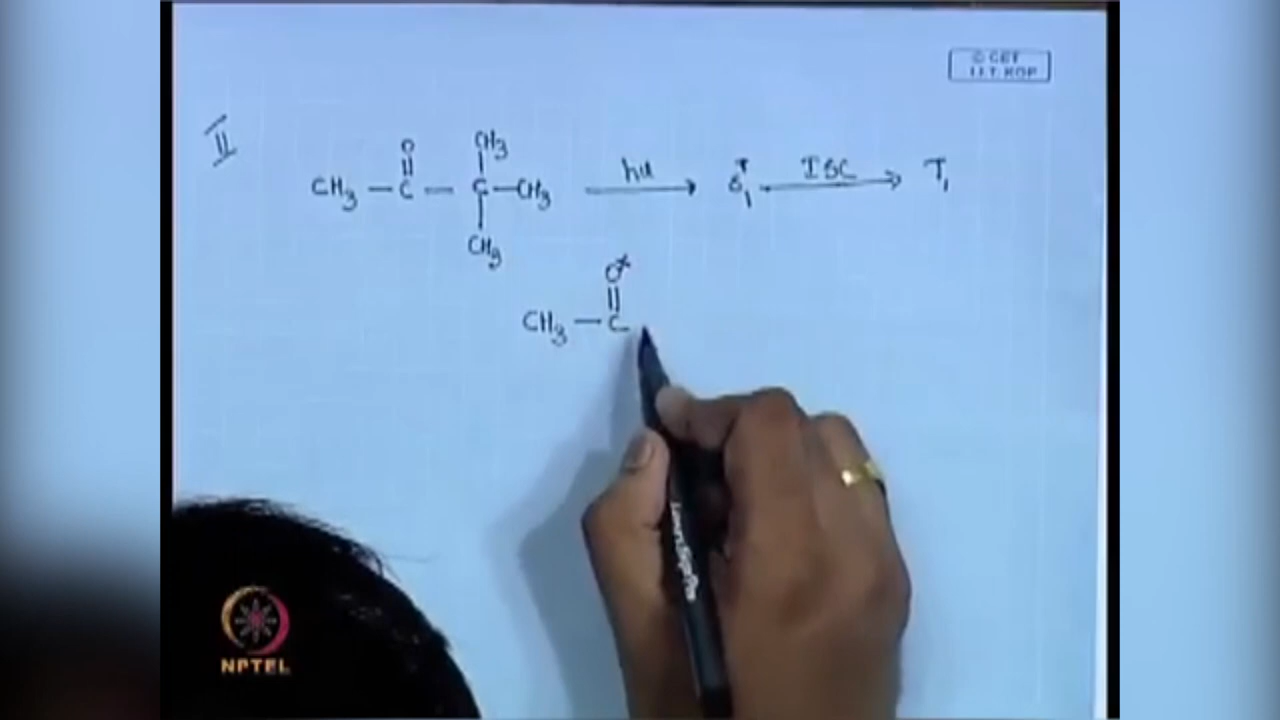 © CET
I.I.T. KGP
II
O CH3
CH3 — C — C — CH3 hν S1* ISC T1
CH3
O*
CH3 — C
NPTEL